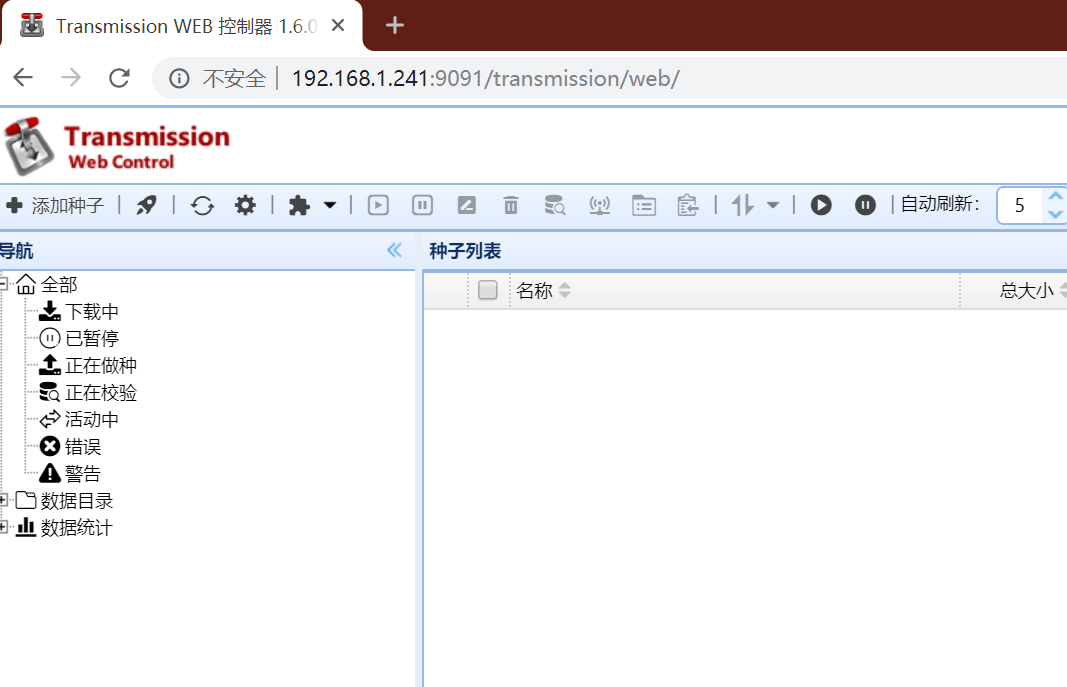 Transmission WEB 控制器 1.6.0
不安全 | 192.168.1.241:9091/transmission/web/
Transmission
Web Control
添加种子
自动刷新：
5
导航
种子列表
名称
总大小
全部
下载中
已暂停
正在做种
正在校验
活动中
错误
警告
数据目录
数据统计